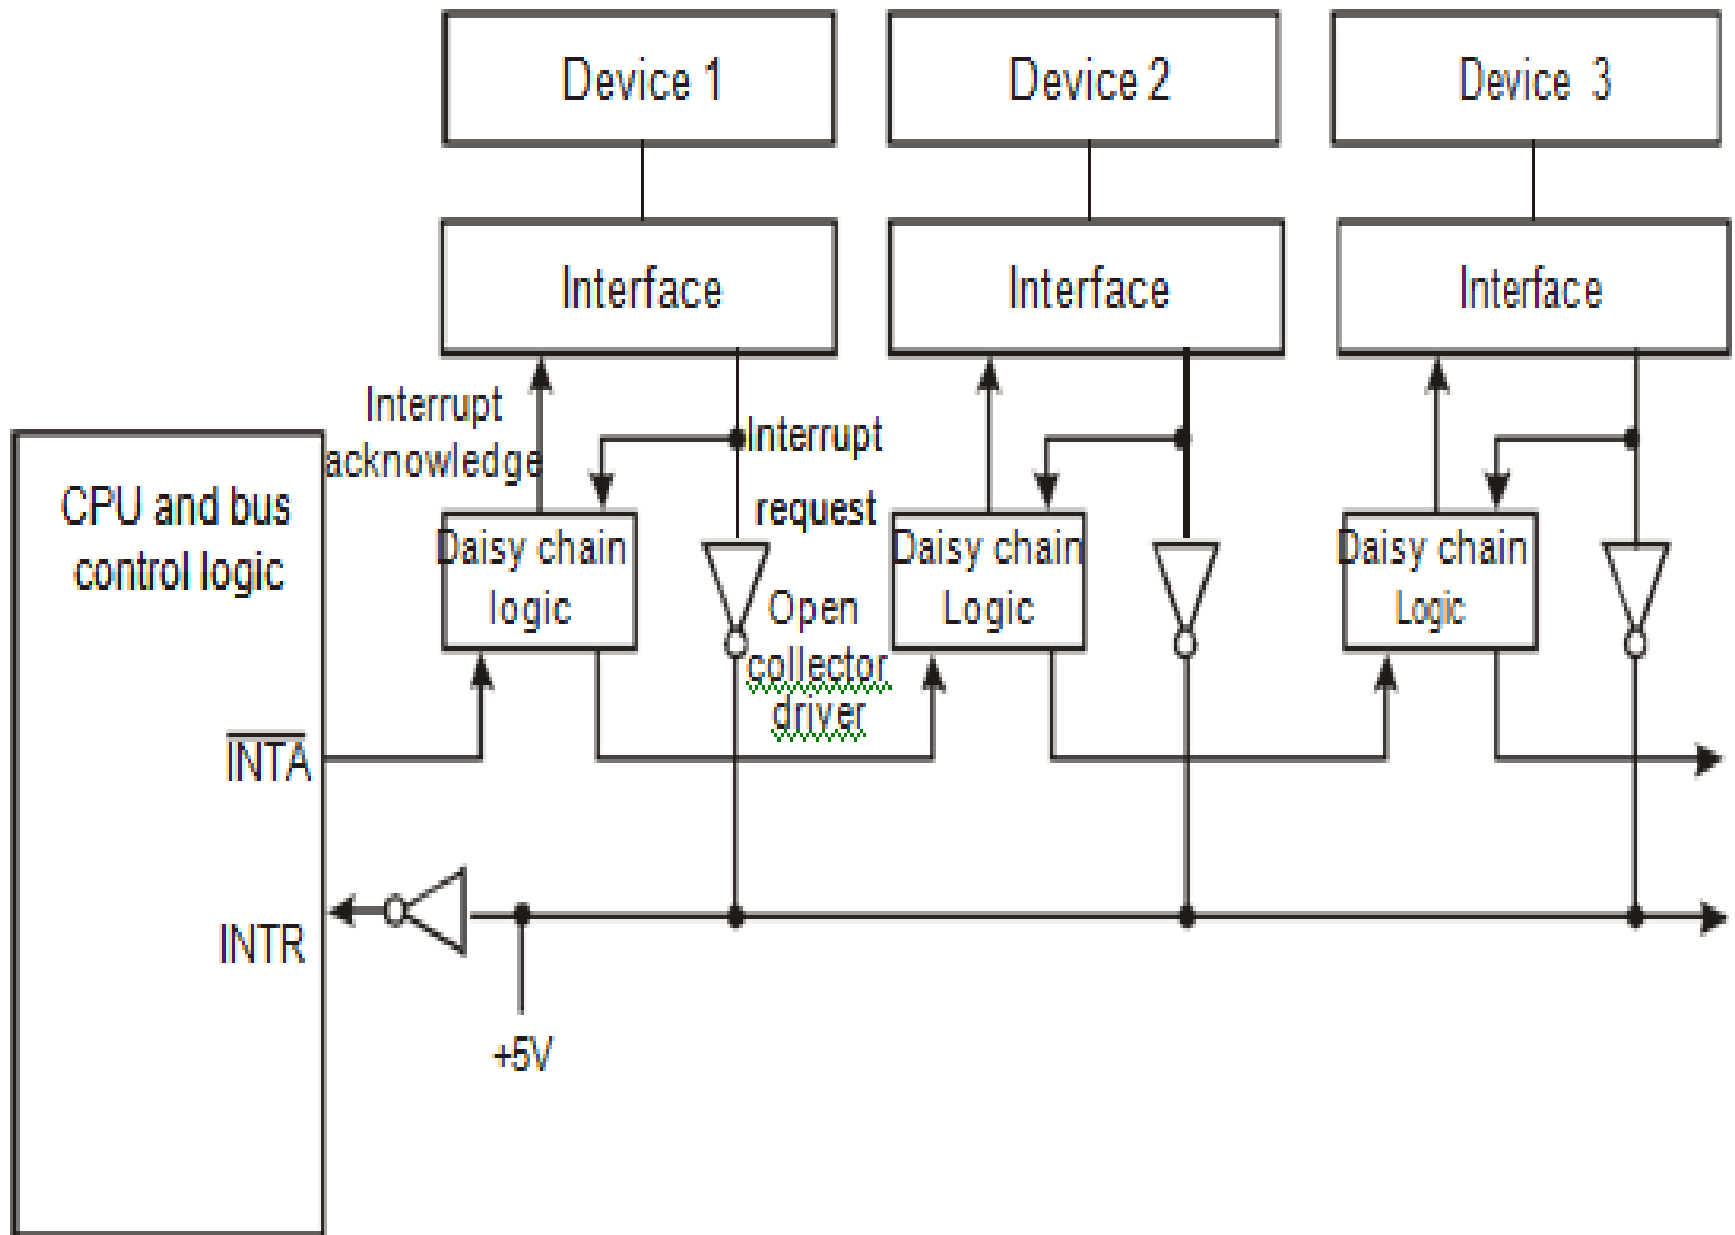 Device 1
Device 2
Device 3
Interface
Interface
Interface
Interrupt
acknowledge
Interrupt
request
CPU and bus
control logic
Daisy chain
logic
Open
collector
driver
Daisy chain
Logic
Daisy chain
Logic
INTA
INTR
+5V